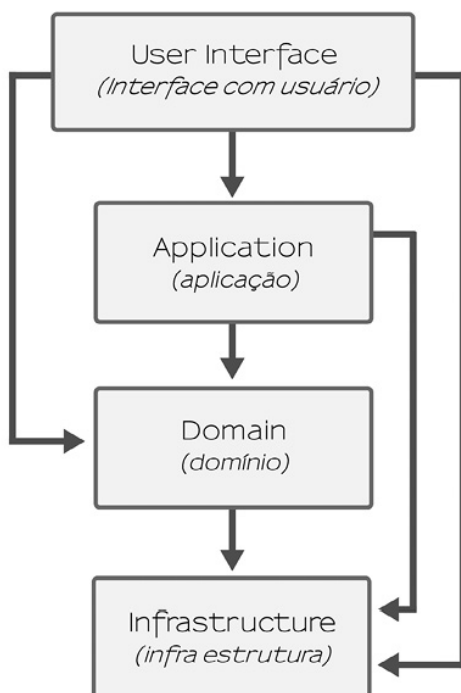 User Interface
(Interface com usuário)
Application
(aplicação)
Domain
(domínio)
Infrastructure
(infra estrutura)